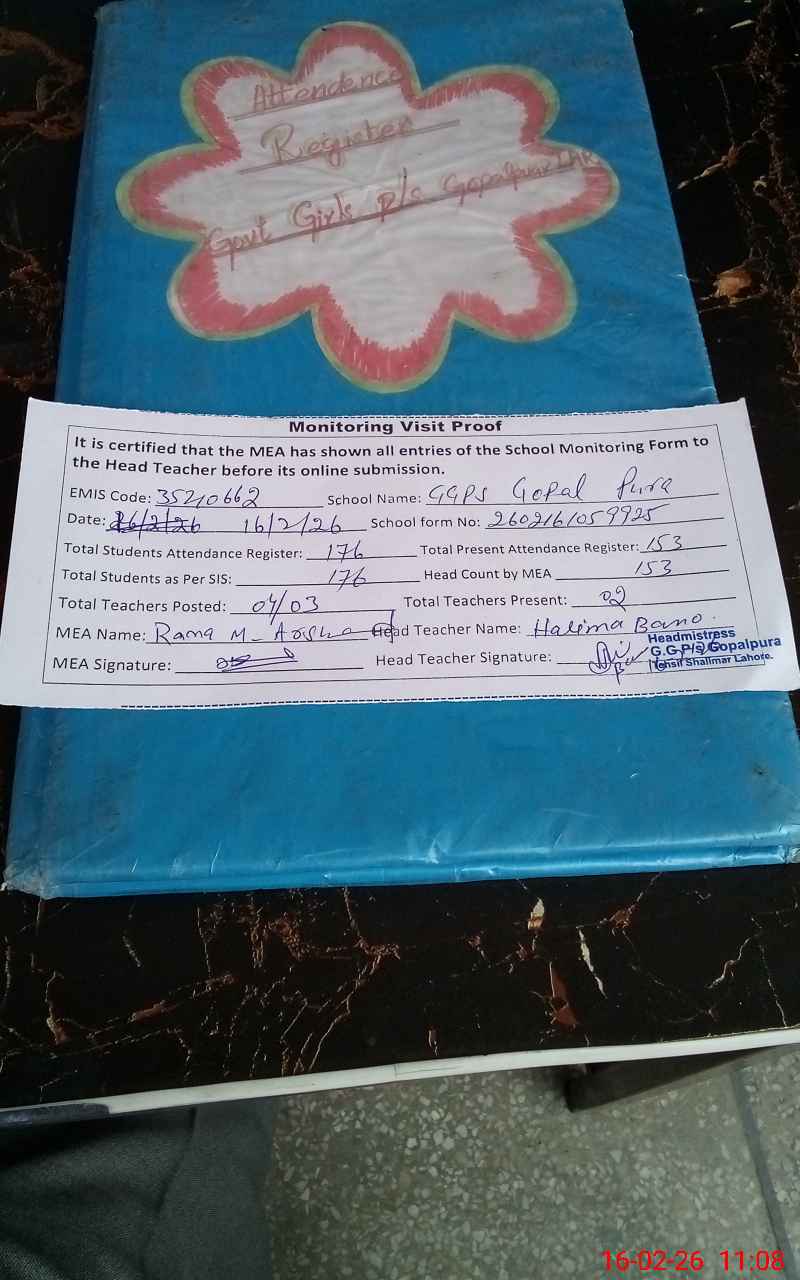 Attendence
Register
Govt Girls p/s Gopalpura LHR
Monitoring Visit Proof
It is certified that the MEA has shown all entries of the School Monitoring Form to
the Head Teacher before its online submission.
EMIS Code: 35210662 School Name: GGPS Gopal Pura
Date: 16/2/26 16/2/26 School form No: 2602161059925
Total Students Attendance Register: 176 Total Present Attendance Register: 153
Total Students as Per SIS: 176 Head Count by MEA 153
Total Teachers Posted: 04/03 Total Teachers Present: 02
MEA Name: Rana M. Head Teacher Name: Halima Bano.
MEA Signature: Head Teacher Signature:
Headmistress
G.G.P/S Gopalpura
Tehsil Shalimar Lahore.
16-02-26 11:08